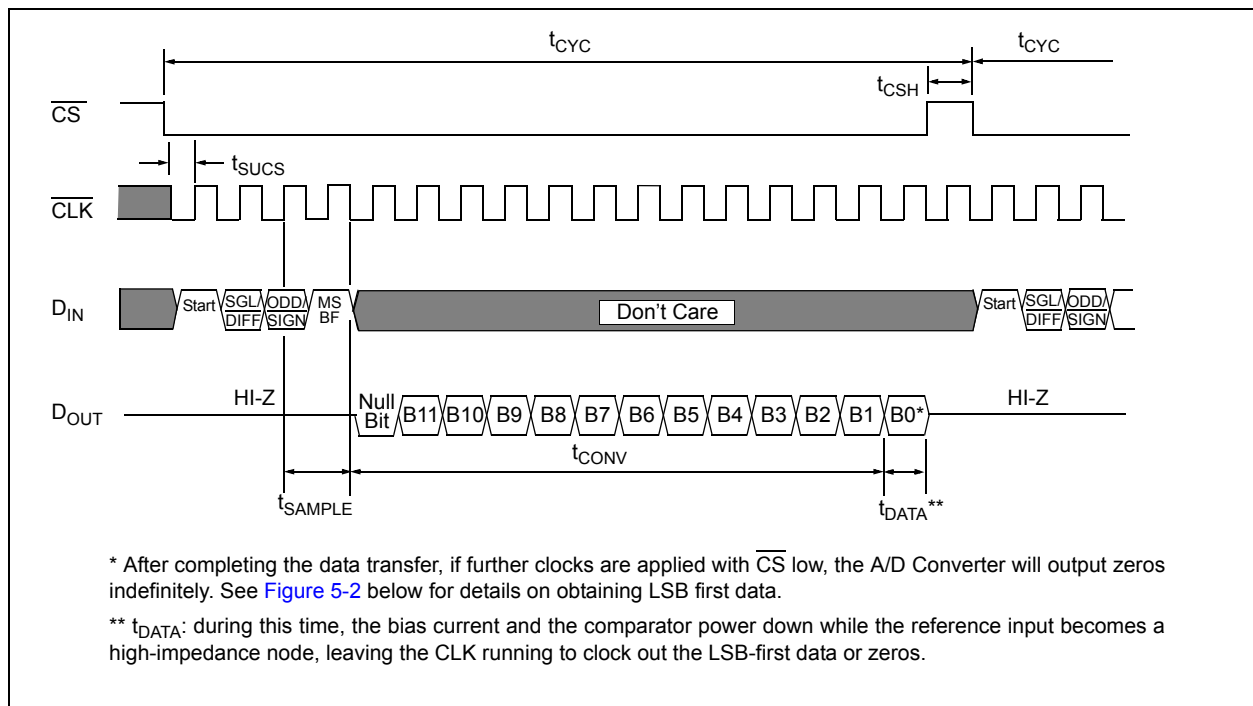 tCYC tCYC
tCSH
CS
tSUCS
CLK
DIN Start SGL/ DIFF ODD/ SIGN MS BF Don't Care Start SGL/ DIFF ODD/ SIGN
DOUT HI-Z Null Bit B11 B10 B9 B8 B7 B6 B5 B4 B3 B2 B1 B0* HI-Z
tCONV
tSAMPLE tDATA**
* After completing the data transfer, if further clocks are applied with CS low, the A/D Converter will output zeros
indefinitely. See Figure 5-2 below for details on obtaining LSB first data.
** tDATA: during this time, the bias current and the comparator power down while the reference input becomes a
high-impedance node, leaving the CLK running to clock out the LSB-first data or zeros.